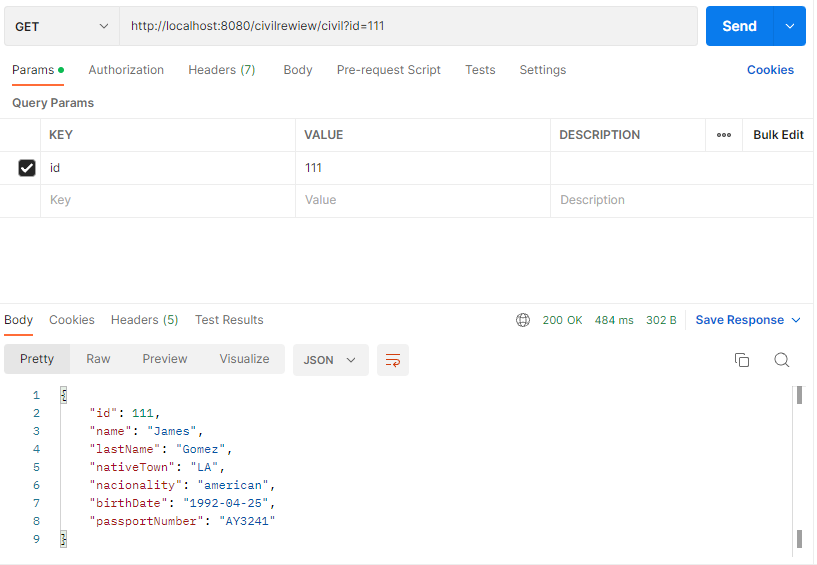 GET http://localhost:8080/civilrewiew/civil?id=111 Send
Params Authorization Headers (7) Body Pre-request Script Tests Settings Cookies
Query Params
KEY VALUE DESCRIPTION ooo Bulk Edit
id 111
Key Value Description
Body Cookies Headers (5) Test Results 200 OK 484 ms 302 B Save Response
Pretty Raw Preview Visualize JSON
1 {
2 "id": 111,
3 "name": "James",
4 "lastName": "Gomez",
5 "nativeTown": "LA",
6 "nacionality": "american",
7 "birthDate": "1992-04-25",
8 "passportNumber": "AY3241"
9 }